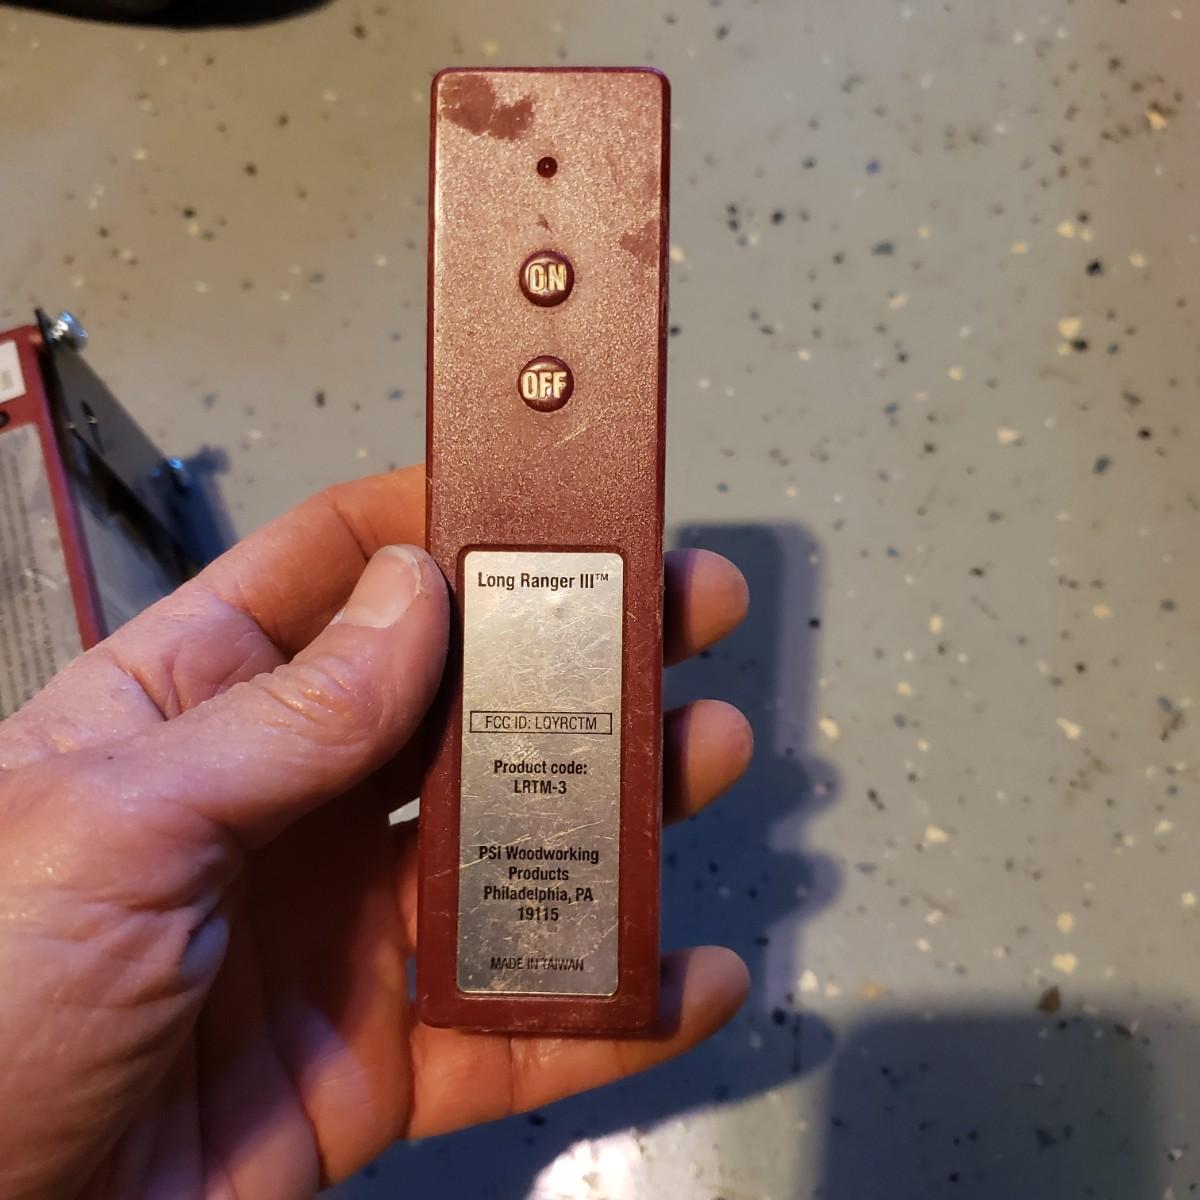 ON
OFF
Long Ranger III™
FCC ID: LQYRCTM
Product code:
LRTM-3
PSI Woodworking
Products
Philadelphia, PA
19115
MADE IN TAIWAN